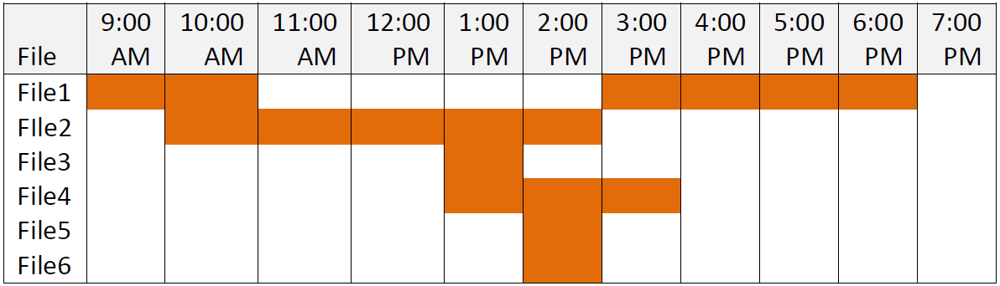 9:00 10:00 11:00 12:00 1:00 2:00 3:00 4:00 5:00 6:00 7:00
File AM AM AM PM PM PM PM PM PM PM PM
File1
FIle2
File3
File4
File5
File6